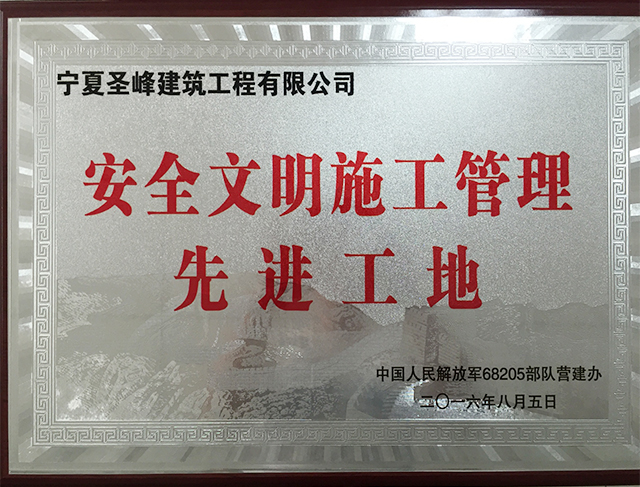 宁夏圣峰建筑工程有限公司
安全文明施工管理
先进工地
中国人民解放军68205部队营建办
二〇一六年八月五日